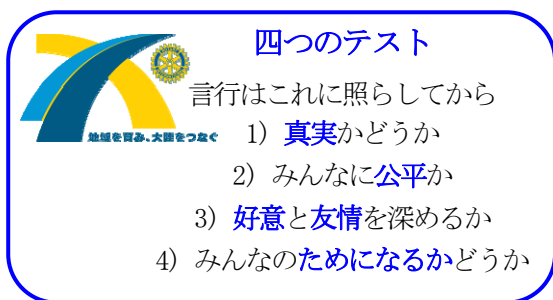 四つのテスト
言行はこれに照らしてから
1) 真実かどうか
2) みんなに公平か
3) 好意と友情を深めるか
4) みんなのためになるかどうか
地域を育み、大陸をつなぐ